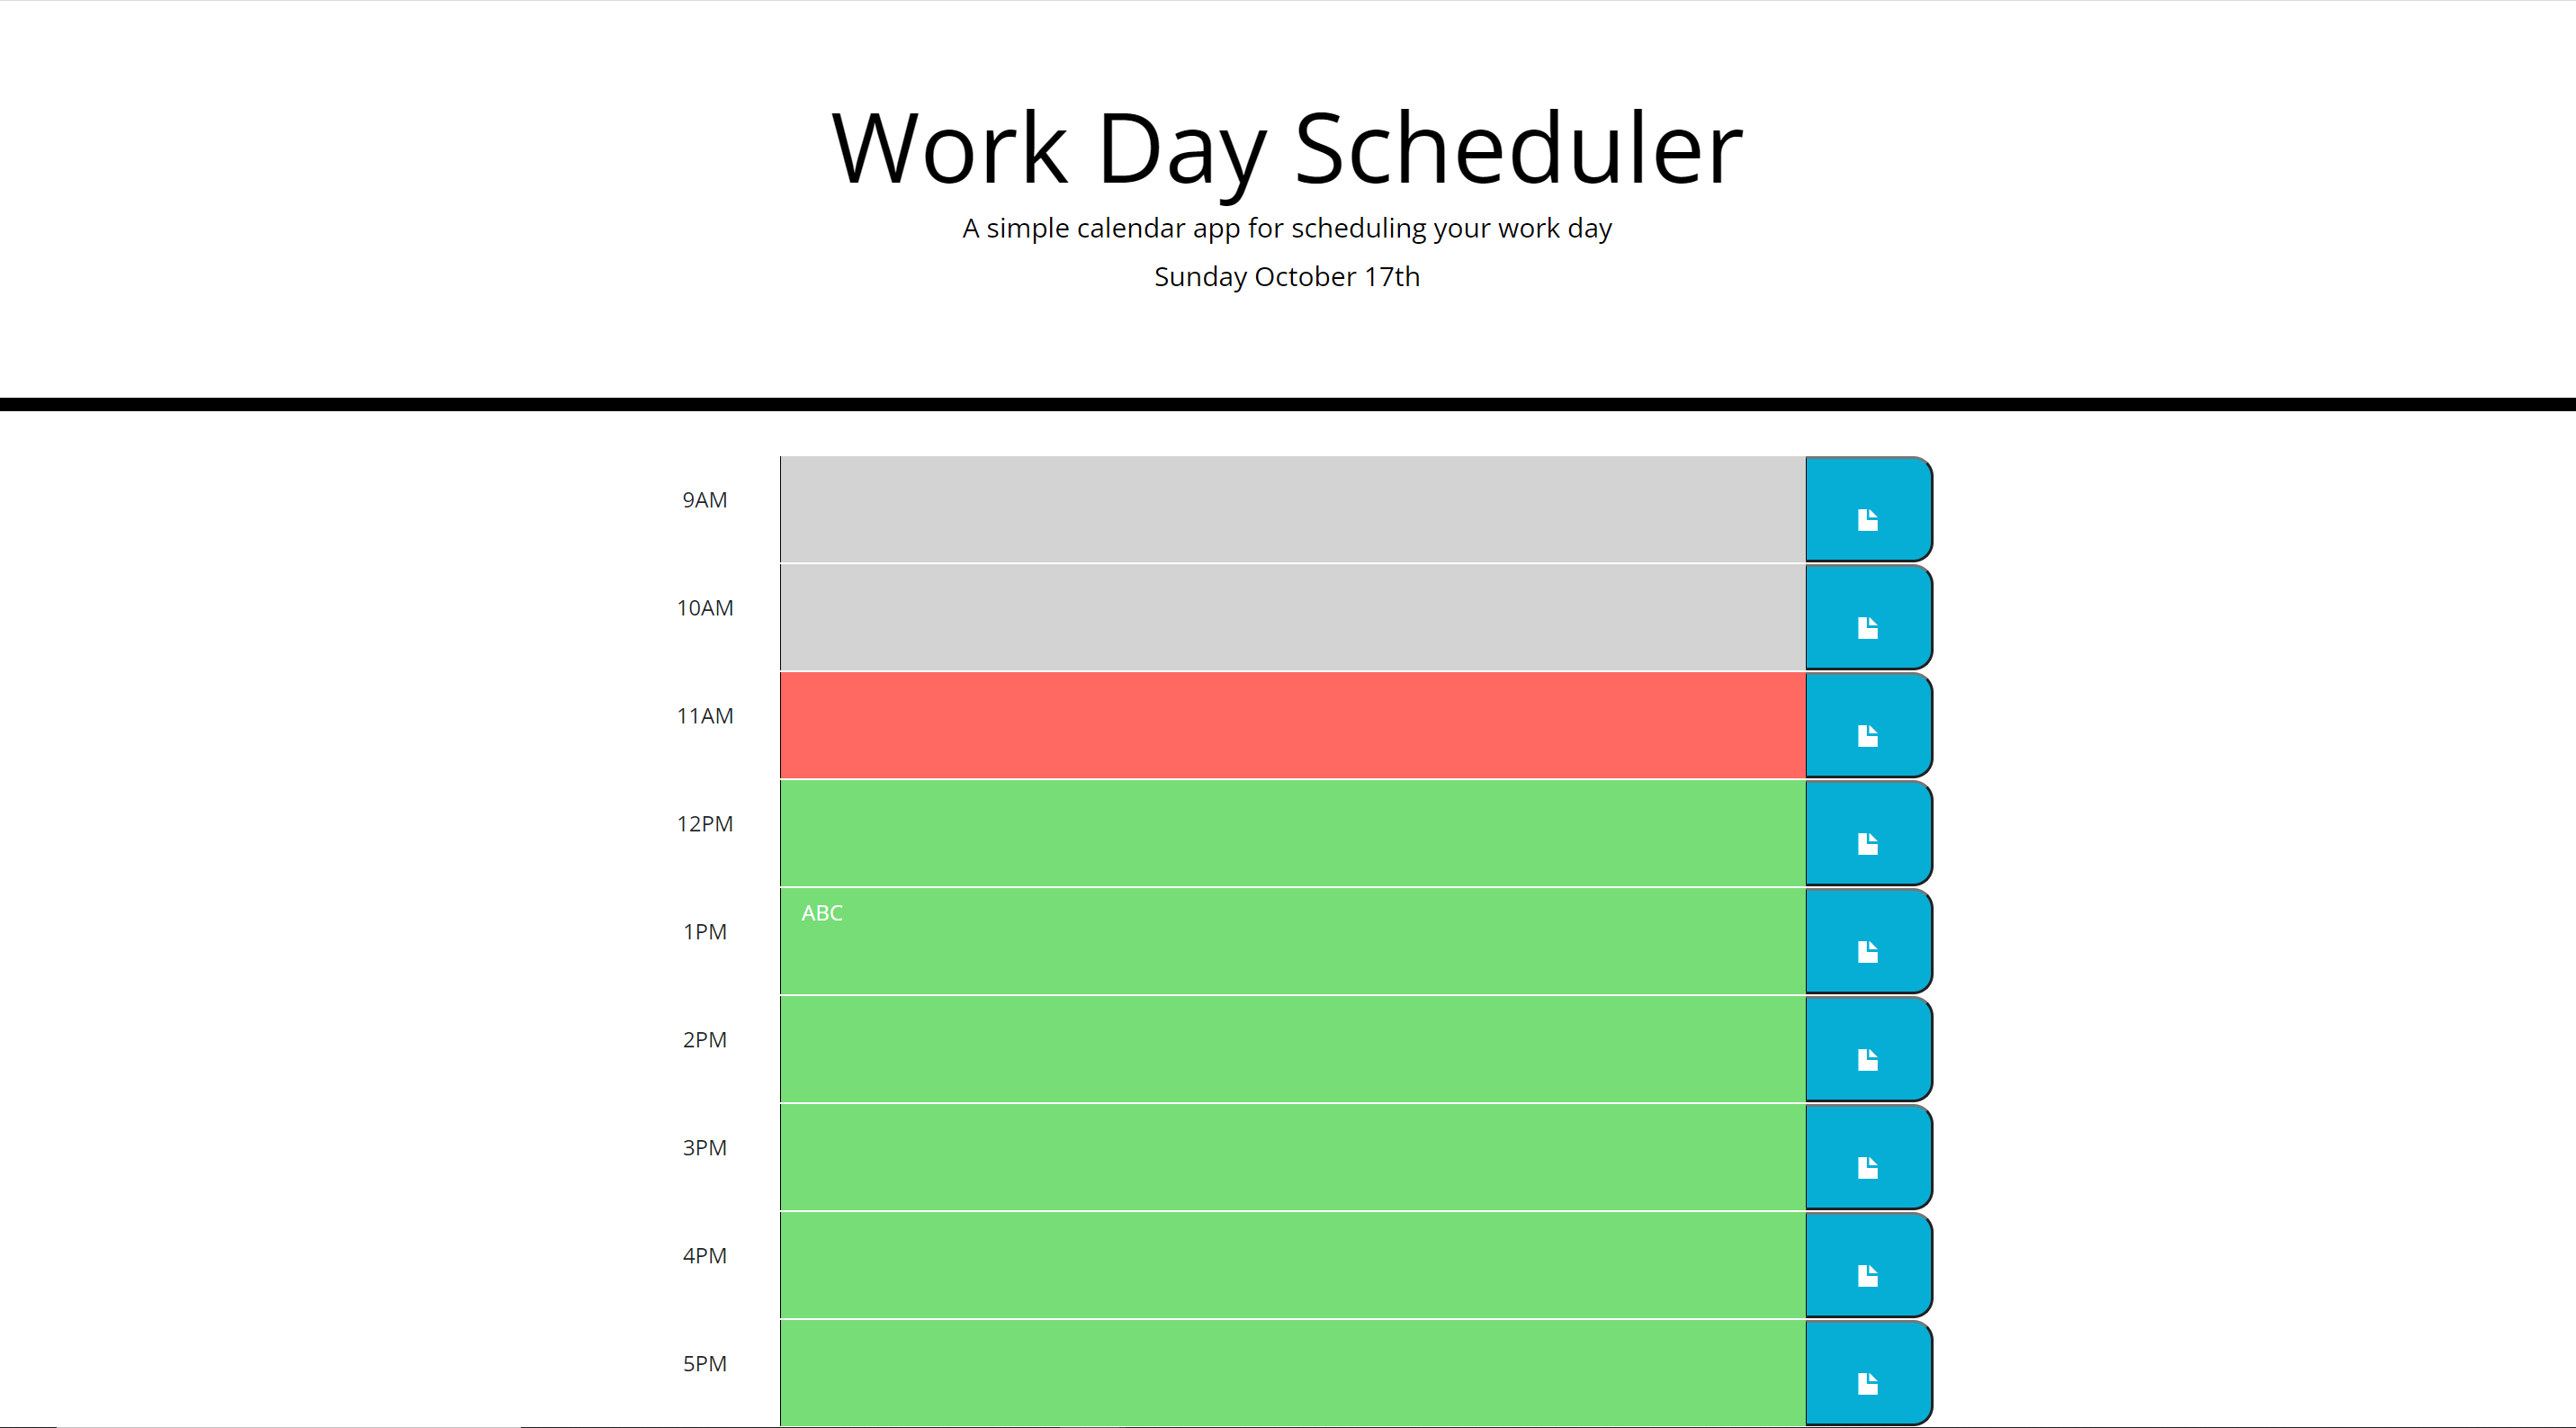 Work Day Scheduler
A simple calendar app for scheduling your work day
Sunday October 17th
9AM
10AM
11AM
12PM
1PM
ABC
2PM
3PM
4PM
5PM